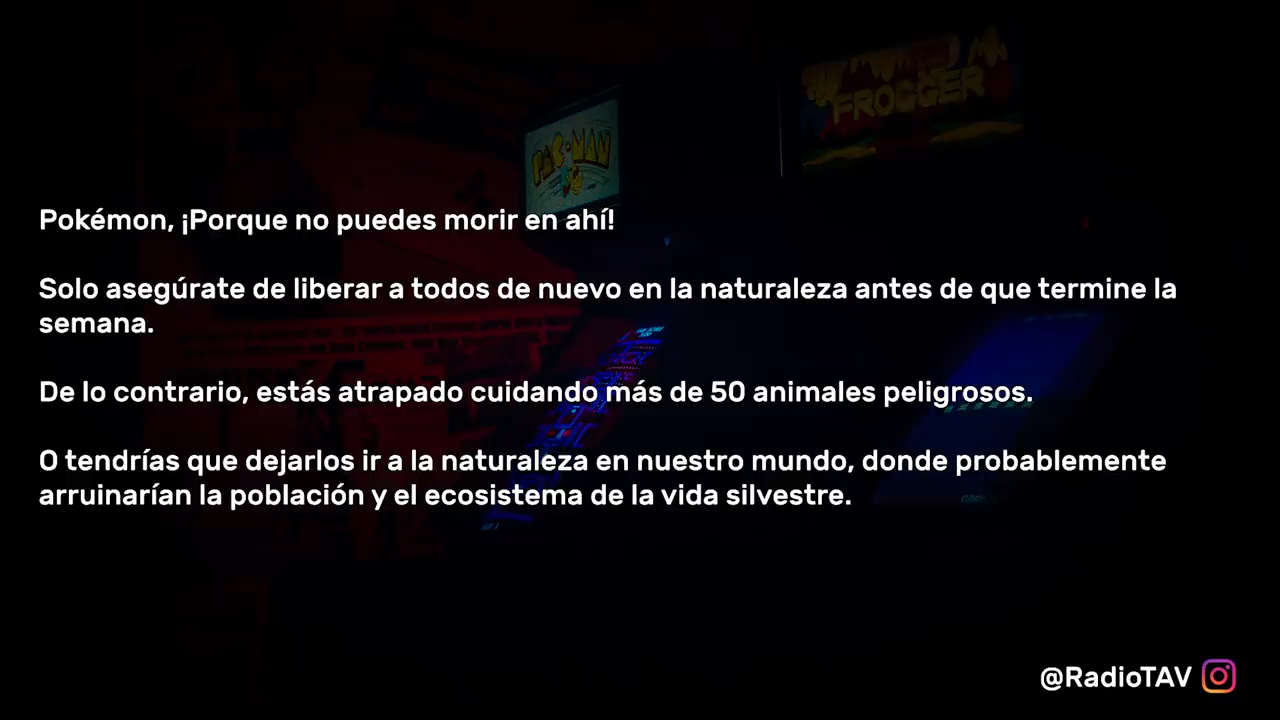 PAC-MAN
FROGGER
Pokémon, ¡Porque no puedes morir en ahí!
Solo asegúrate de liberar a todos de nuevo en la naturaleza antes de que termine la
semana.
De lo contrario, estás atrapado cuidando más de 50 animales peligrosos.
O tendrías que dejarlos ir a la naturaleza en nuestro mundo, donde probablemente
arruinarían la población y el ecosistema de la vida silvestre.
@RadioTAV